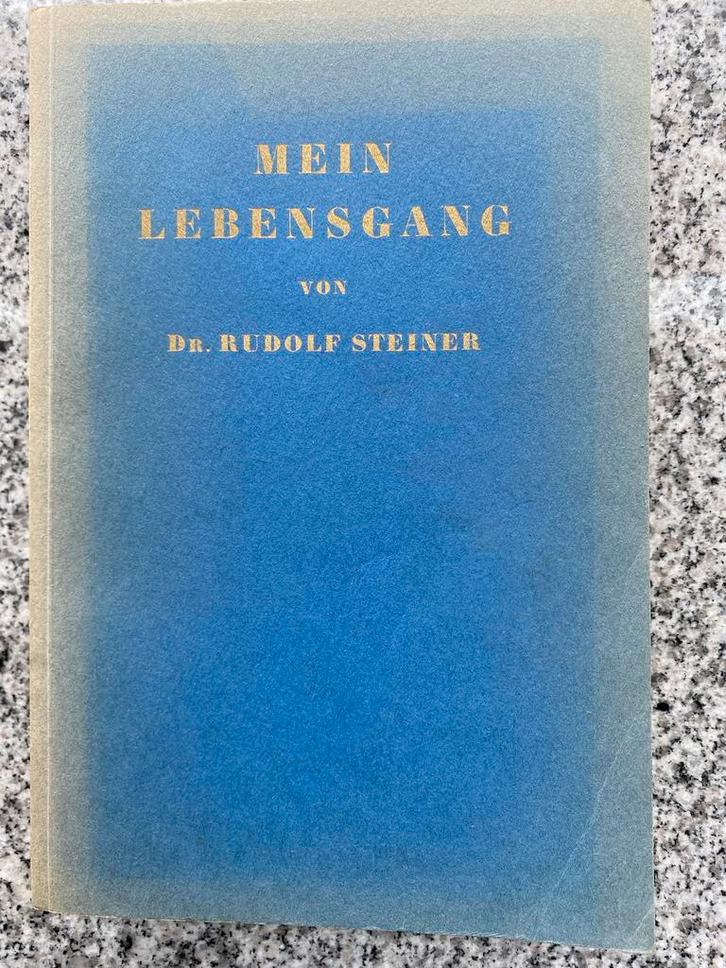 MEIN
LEBENSGANG
VON
DR. RUDOLF STEINER